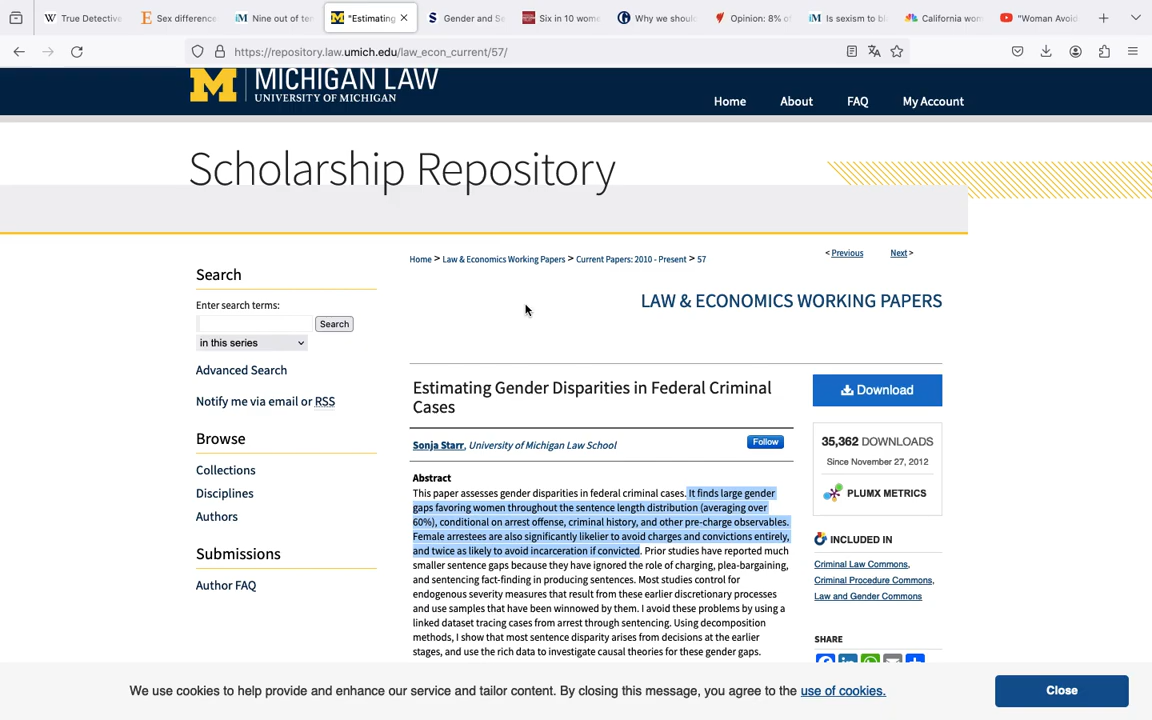 True Detective
Sex difference
Nine out of ten
"Estimating
Gender and Se
Six in 10 wome
Why we shoul
Opinion: 8% of
Is sexism to bl
California wom
"Woman Avoid
https://repository.law.umich.edu/law_econ_current/57/
M MICHIGAN LAW
UNIVERSITY OF MICHIGAN
Home About FAQ My Account
Scholarship Repository
< Previous Next >
Home > Law & Economics Working Papers > Current Papers: 2010 - Present > 57
Search
Enter search terms:
Search
in this series
Advanced Search
Notify me via email or RSS
Browse
Collections
Disciplines
Authors
Submissions
Author FAQ
LAW & ECONOMICS WORKING PAPERS
Estimating Gender Disparities in Federal Criminal
Cases
Sonja Starr, University of Michigan Law School
Follow
Abstract
This paper assesses gender disparities in federal criminal cases. It finds large gender
gaps favoring women throughout the sentence length distribution (averaging over
60%), conditional on arrest offense, criminal history, and other pre-charge observables.
Female arrestees are also significantly likelier to avoid charges and convictions entirely,
and twice as likely to avoid incarceration if convicted. Prior studies have reported much
smaller sentence gaps because they have ignored the role of charging, plea-bargaining,
and sentencing fact-finding in producing sentences. Most studies control for
endogenous severity measures that result from these earlier discretionary processes
and use samples that have been winnowed by them. I avoid these problems by using a
linked dataset tracing cases from arrest through sentencing. Using decomposition
methods, I show that most sentence disparity arises from decisions at the earlier
stages, and use the rich data to investigate causal theories for these gender gaps.
Download
35,362 DOWNLOADS
Since November 27, 2012
PLUMX METRICS
INCLUDED IN
Criminal Law Commons,
Criminal Procedure Commons,
Law and Gender Commons
SHARE
We use cookies to help provide and enhance our service and tailor content. By closing this message, you agree to the use of cookies.
Close